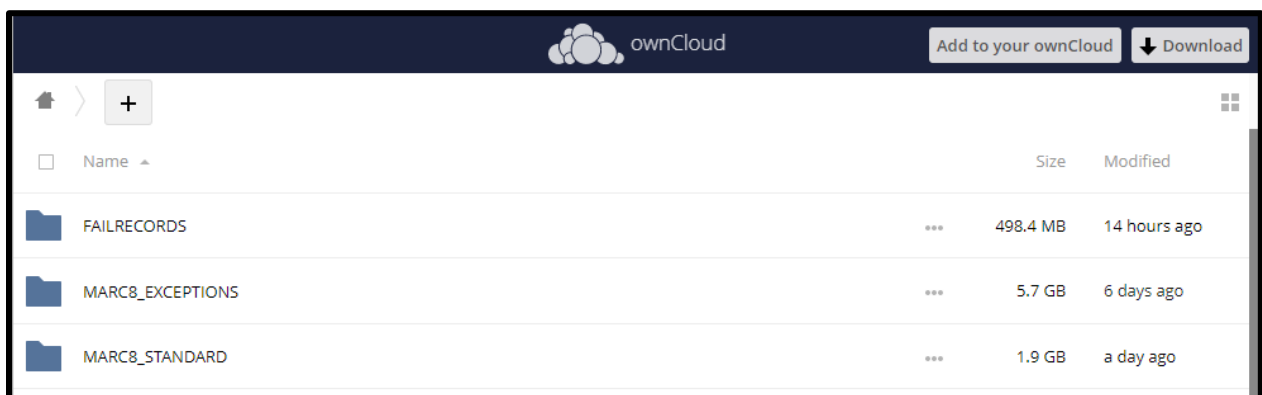 ownCloud Add to your ownCloud Download
+
Name Size Modified
FAILRECORDS ... 498.4 MB 14 hours ago
MARC8_EXCEPTIONS ... 5.7 GB 6 days ago
MARC8_STANDARD ... 1.9 GB a day ago